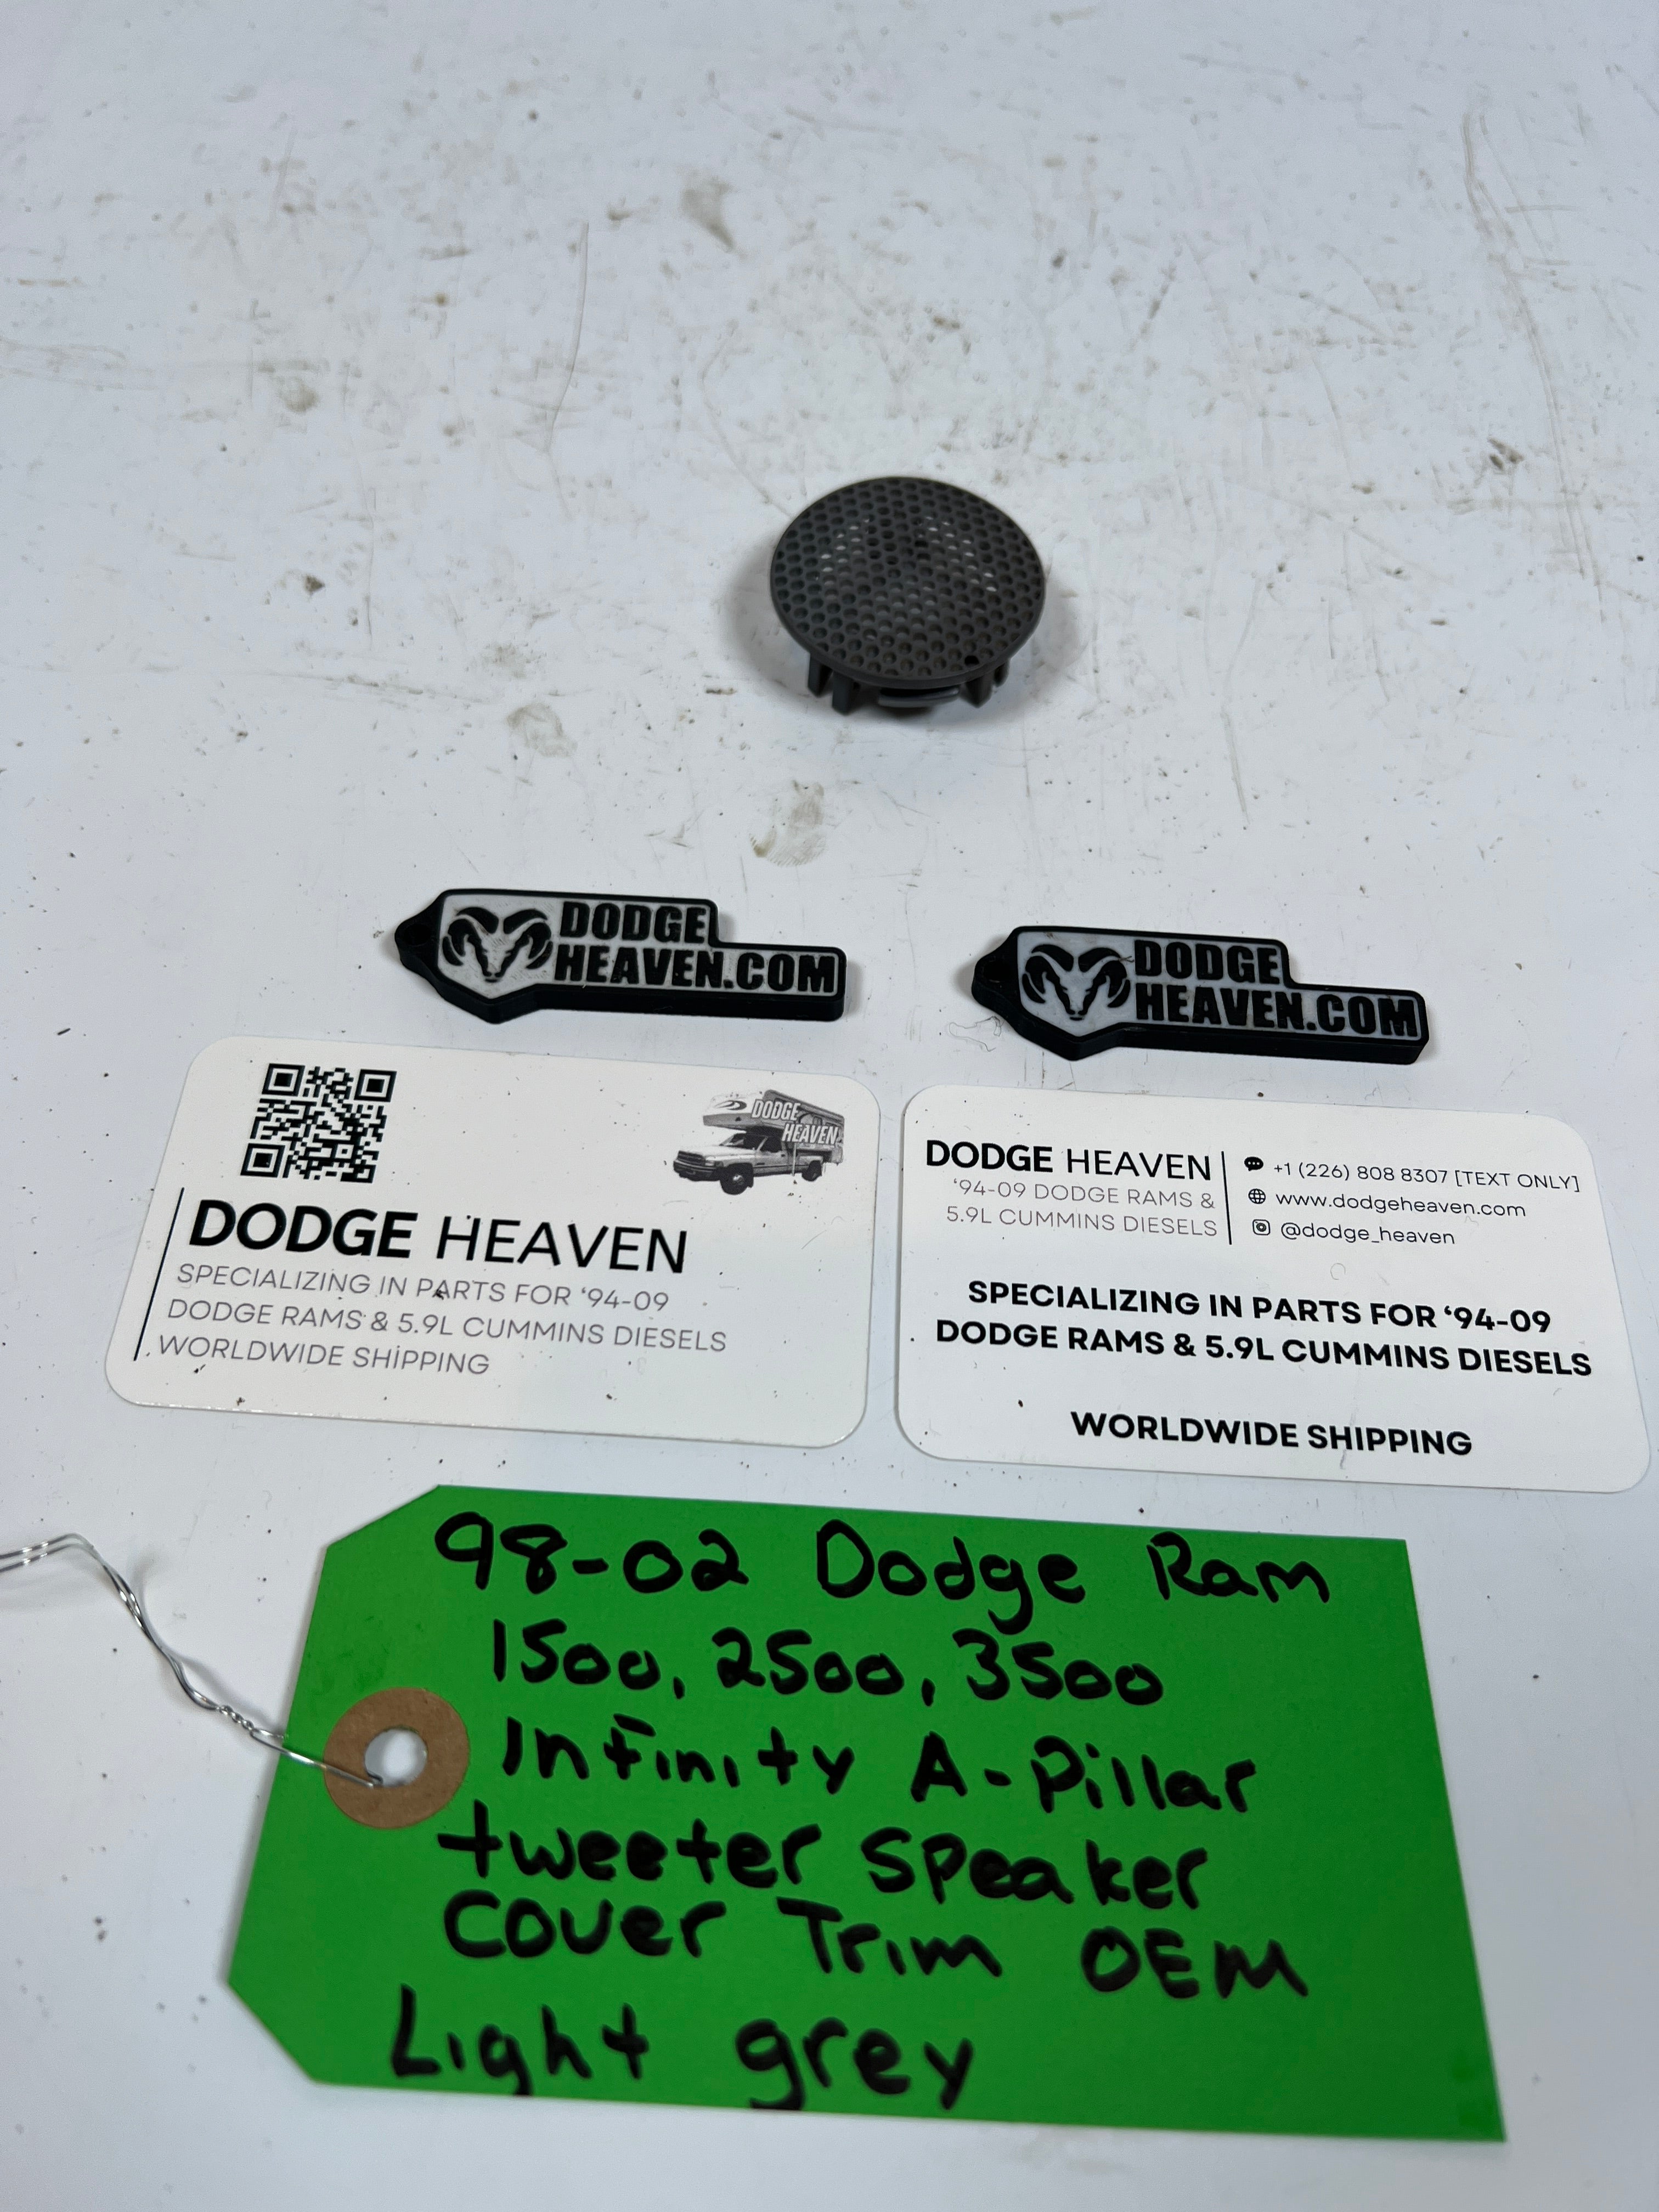 DODGE
HEAVEN.COM
DODGE
HEAVEN.COM
DODGE
HEAVEN
DODGE HEAVEN
SPECIALIZING IN PARTS FOR ‘94-09
DODGE RAMS & 5.9L CUMMINS DIESELS
WORLDWIDE SHIPPING
DODGE HEAVEN
‘94-09 DODGE RAMS &
5.9L CUMMINS DIESELS
+1 (226) 808 8307 [TEXT ONLY]
www.dodgeheaven.com
@dodge_heaven
SPECIALIZING IN PARTS FOR ‘94-09
DODGE RAMS & 5.9L CUMMINS DIESELS
WORLDWIDE SHIPPING
98-02 Dodge Ram
1500, 2500, 3500
Infinity A-Pillar
tweeter speaker
Cover Trim OEM
Light grey